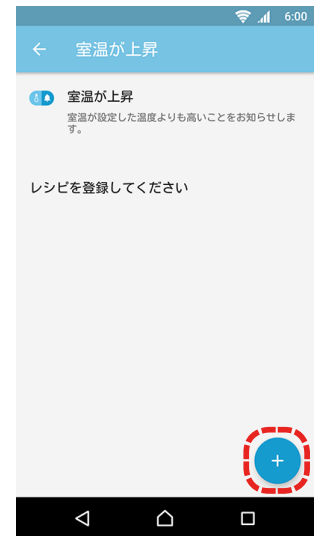 6:00
室温が上昇
室温が上昇
室温が設定した温度よりも高いことをお知らせしま
す。
レシピを登録してください